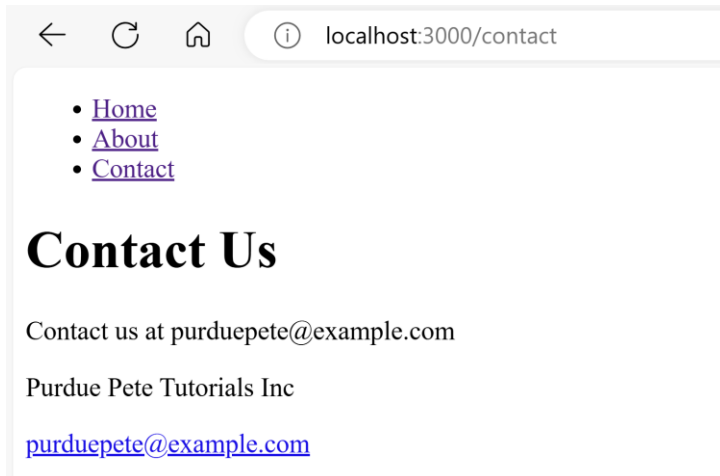 localhost:3000/contact
Home
About
Contact
Contact Us
Contact us at purduepete@example.com
Purdue Pete Tutorials Inc
purduepete@example.com